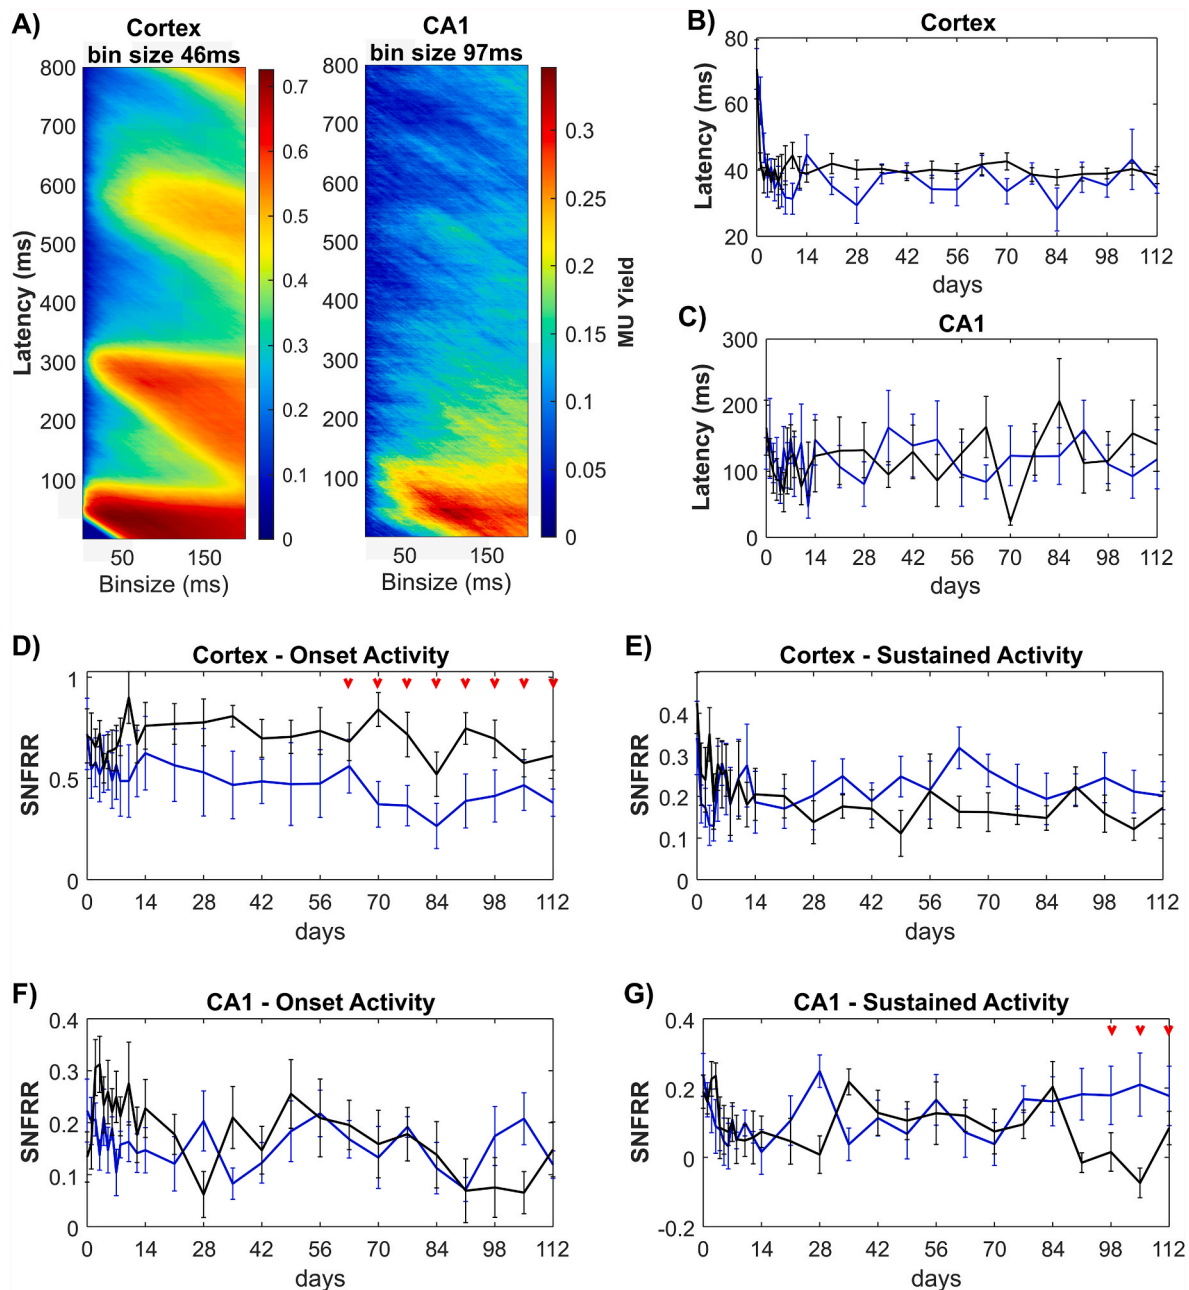 A)
Cortex
bin size 46ms
CA1
bin size 97ms
Latency (ms)
800
700
600
500
400
300
200
100
50
150
Binsize (ms)
0.7
0.6
0.5
0.4
0.3
0.2
0.1
0
800
700
600
500
400
300
200
100
50
150
Binsize (ms)
0.3
0.25
0.2
0.15
0.1
0.05
0
MU Yield
B)
Cortex
Latency (ms)
80
60
40
20
0 14 28 42 56 70 84 98 112
days
C)
CA1
Latency (ms)
300
200
100
0
0 14 28 42 56 70 84 98 112
days
D)
Cortex - Onset Activity
SNFRR
1
0.5
0
0 14 28 42 56 70 84 98 112
days
E)
Cortex - Sustained Activity
SNFRR
0.4
0.3
0.2
0.1
0
0 14 28 42 56 70 84 98 112
days
F)
CA1 - Onset Activity
SNFRR
0.4
0.3
0.2
0.1
0
0 14 28 42 56 70 84 98 112
days
G)
CA1 - Sustained Activity
SNFRR
0.4
0.2
0
-0.2
0 14 28 42 56 70 84 98 112
days